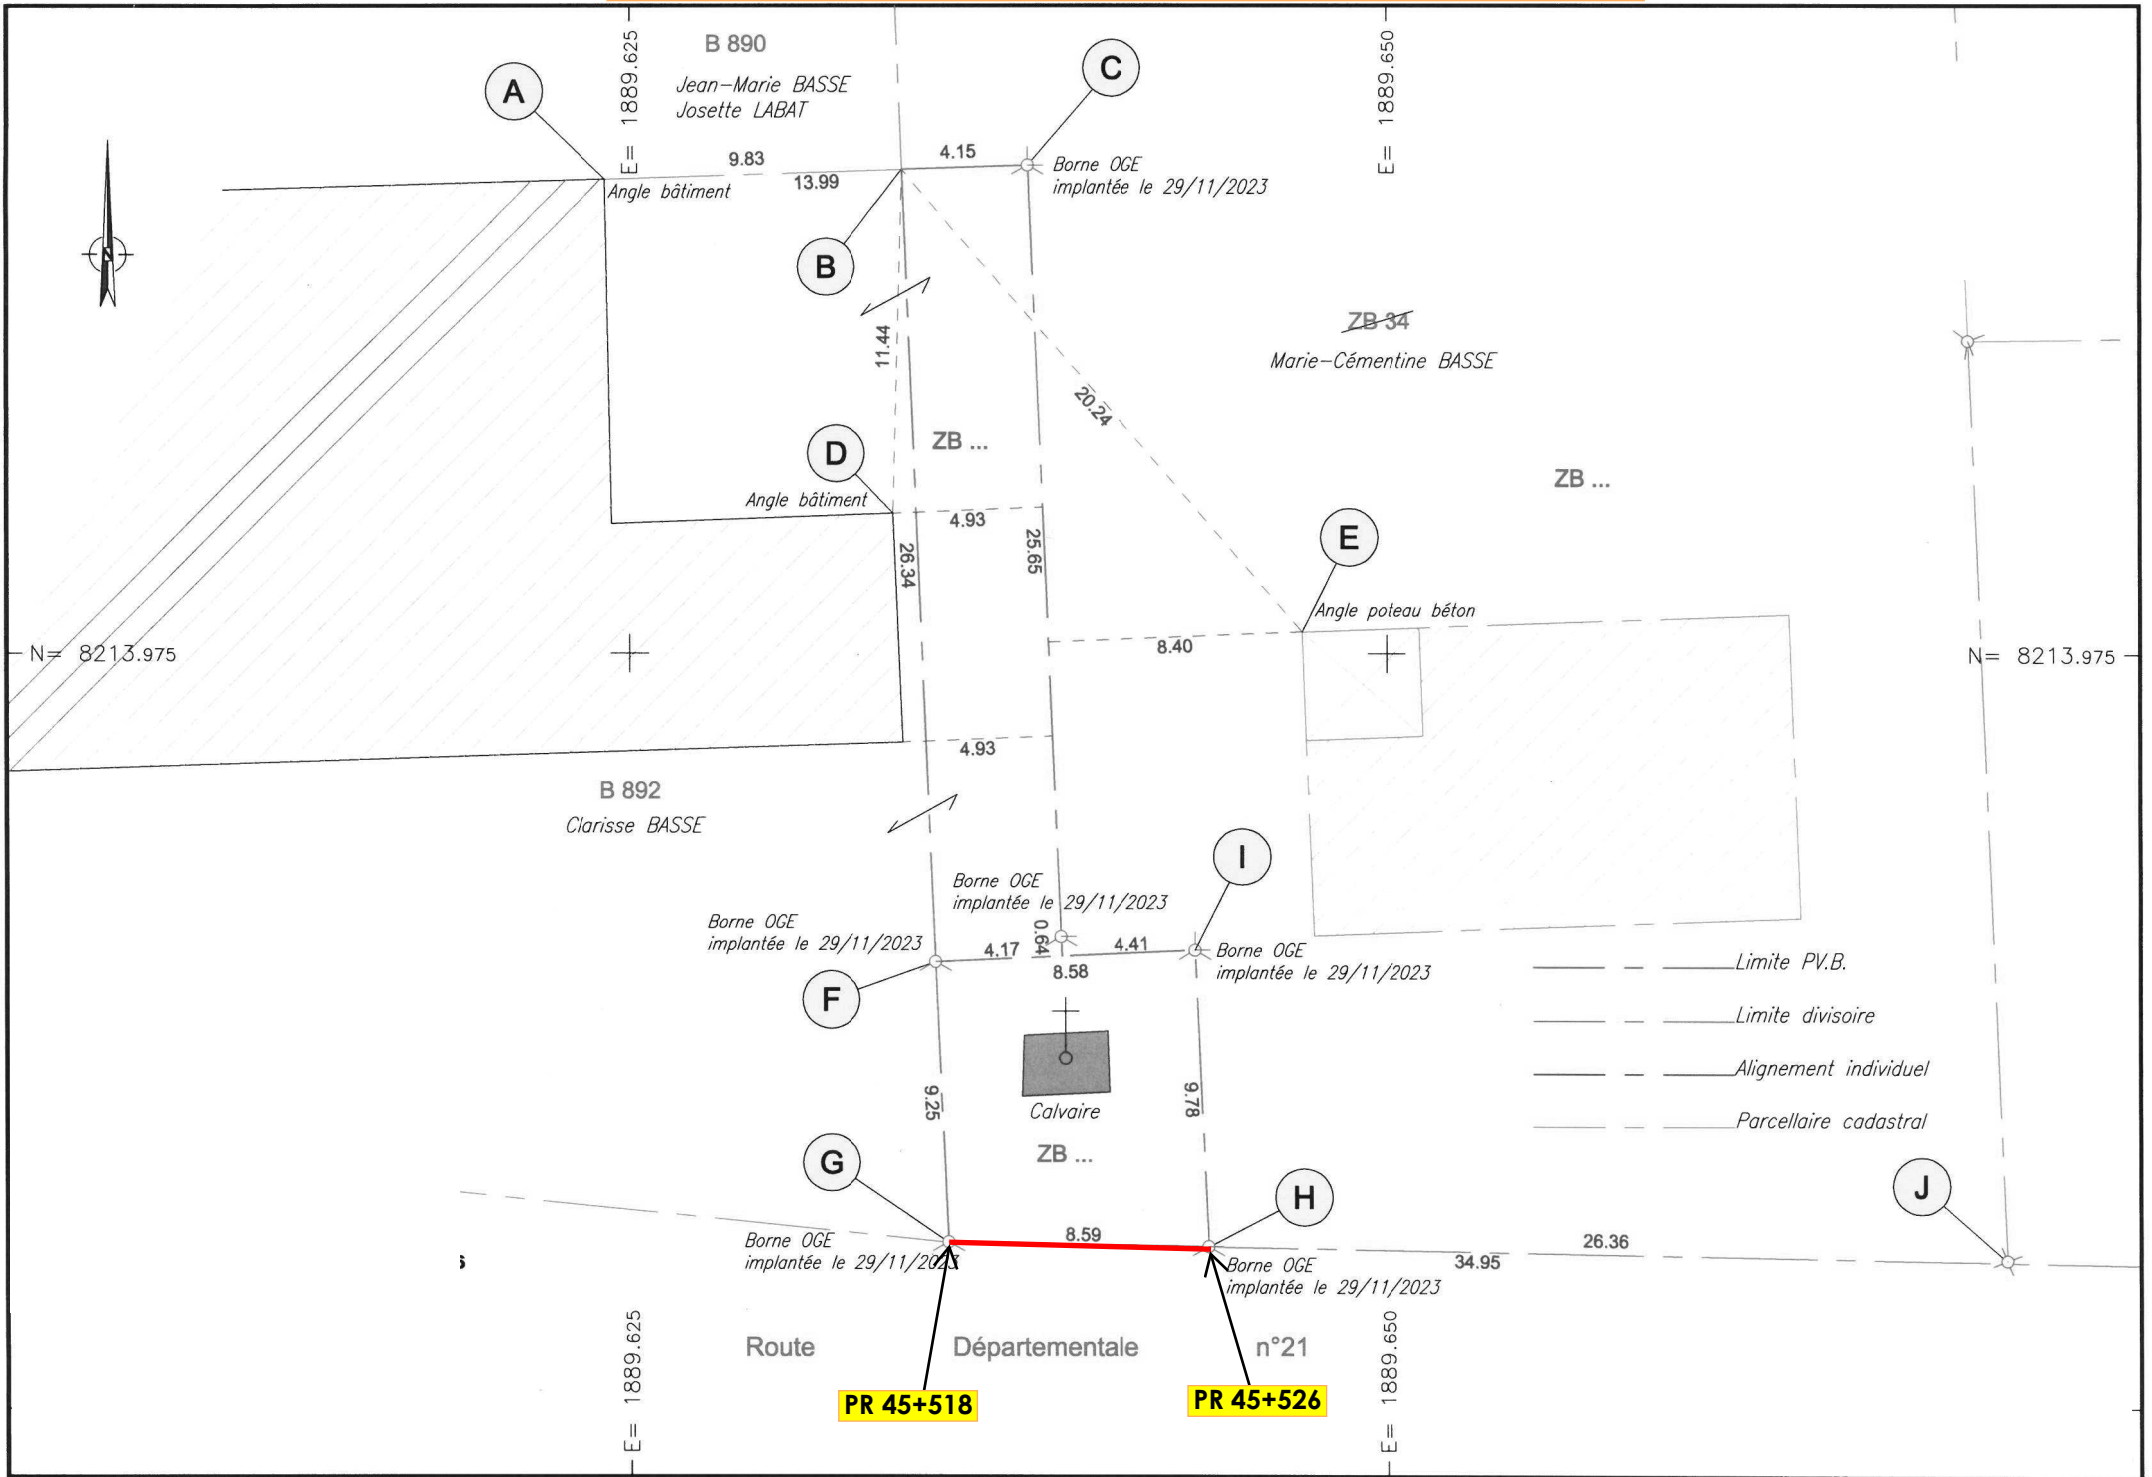 E= 1889.625
B 890
Jean-Marie BASSE
Josette LABAT
A
C
E= 1889.650
9.83
13.99
4.15
Angle bâtiment
Borne OGE
implantée le 29/11/2023
B
11.44
ZB 34
Marie-Cémentine BASSE
20.24
D
ZB ...
ZB ...
Angle bâtiment
4.93
26.34
25.65
E
Angle poteau béton
8.40
N= 8213.975
N= 8213.975
4.93
B 892
Clarisse BASSE
I
Borne OGE
implantée le 29/11/2023
Borne OGE
implantée le 29/11/2023
0.64
4.17
4.41
8.58
Borne OGE
implantée le 29/11/2023
F
Limite PV.B.
Limite divisoire
Alignement individuel
Parcellaire cadastral
9.25
9.78
Calvaire
ZB ...
G
H
J
8.59
Borne OGE
implantée le 29/11/2023
Borne OGE
implantée le 29/11/2023
26.36
34.95
s
E= 1889.625
Route Départementale n°21
E= 1889.650
PR 45+518
PR 45+526
N